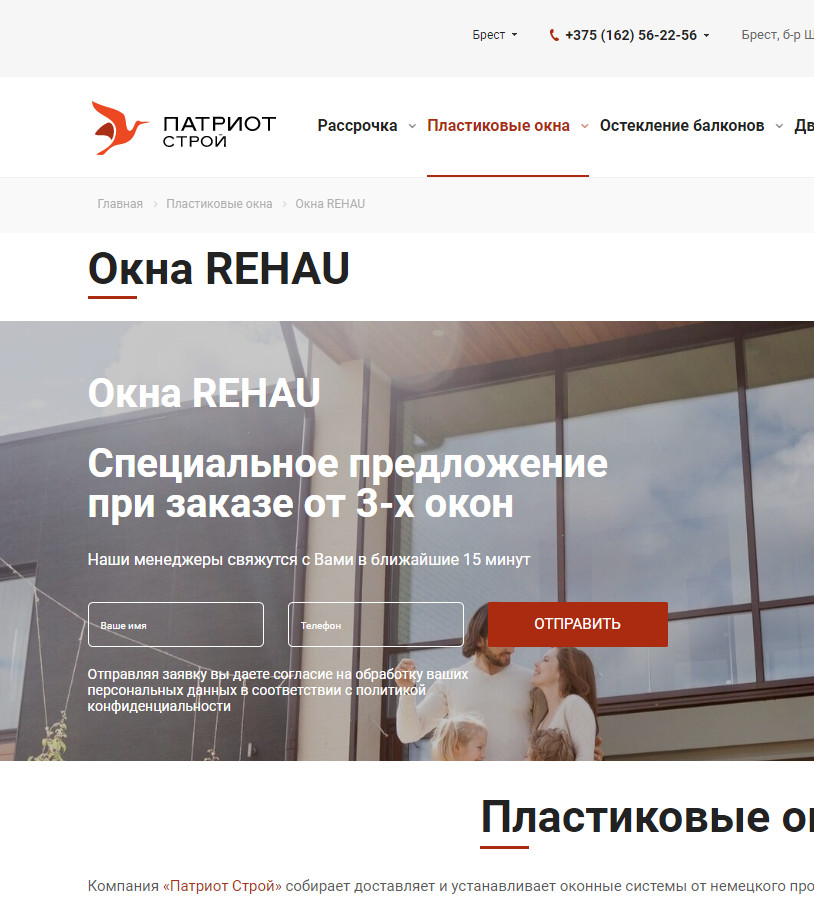 Брест
+375 (162) 56-22-56
Брест, б-р
ПАТРИОТ
СТРОЙ
Рассрочка
Пластиковые окна
Остекление балконов
Главная
Пластиковые окна
Окна REHAU
Окна REHAU
Окна REHAU
Специальное предложение
при заказе от 3-х окон
Наши менеджеры свяжутся с Вами в ближайшие 15 минут
Ваше имя
Телефон
ОТПРАВИТЬ
Отправляя заявку вы даете согласие на обработку ваших
персональных данных в соответствии с политикой
конфиденциальности
Пластиковые
Компания «Патриот Строй» собирает доставляет и устанавливает оконные системы от немецкого